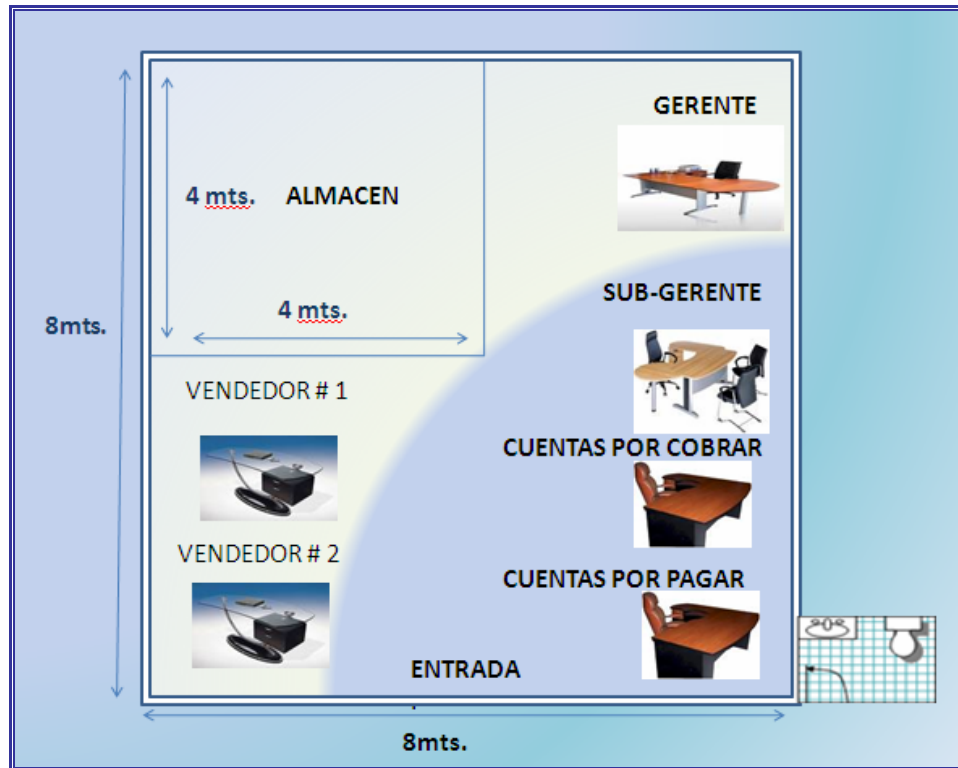 GERENTE
4 mts. ALMACEN
SUB-GERENTE
4 mts.
8mts.
VENDEDOR # 1
CUENTAS POR COBRAR
VENDEDOR # 2
CUENTAS POR PAGAR
ENTRADA
8mts.